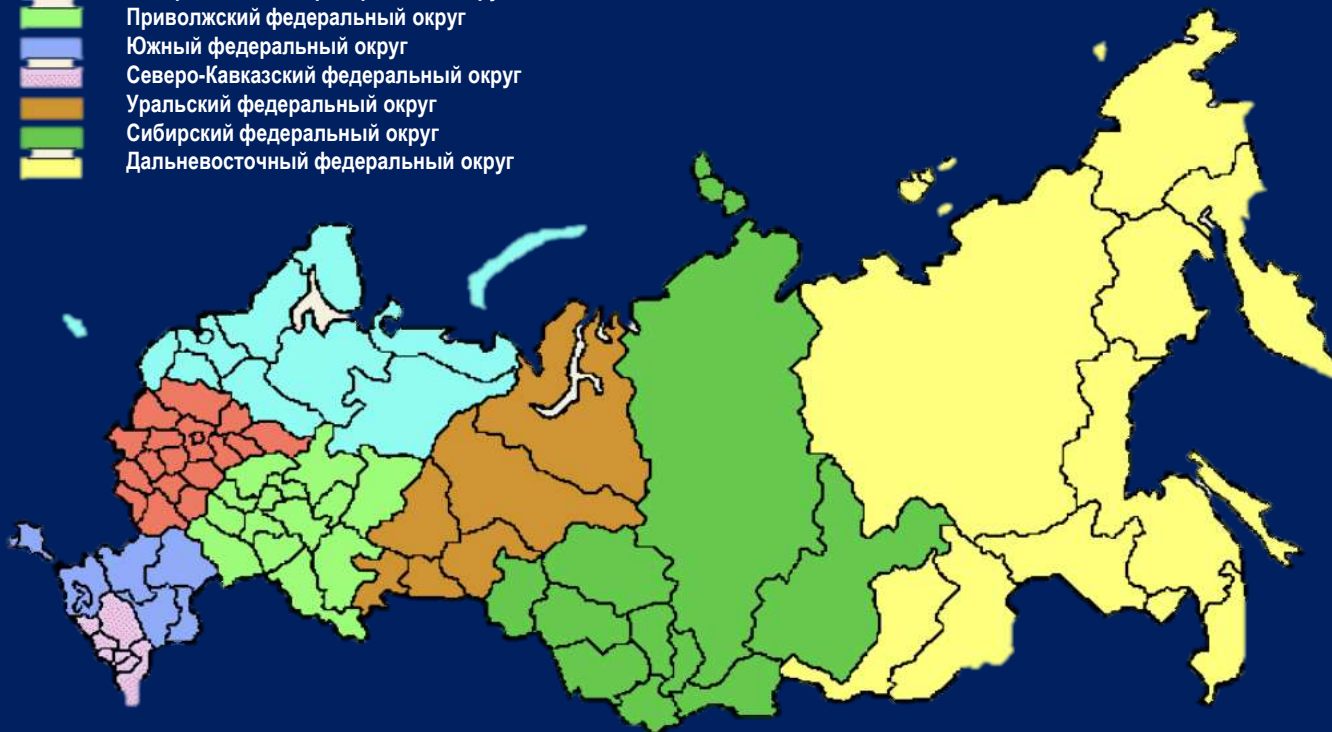 Приволжский федеральный округ
Южный федеральный округ
Северо-Кавказский федеральный округ
Уральский федеральный округ
Сибирский федеральный округ
Дальневосточный федеральный округ